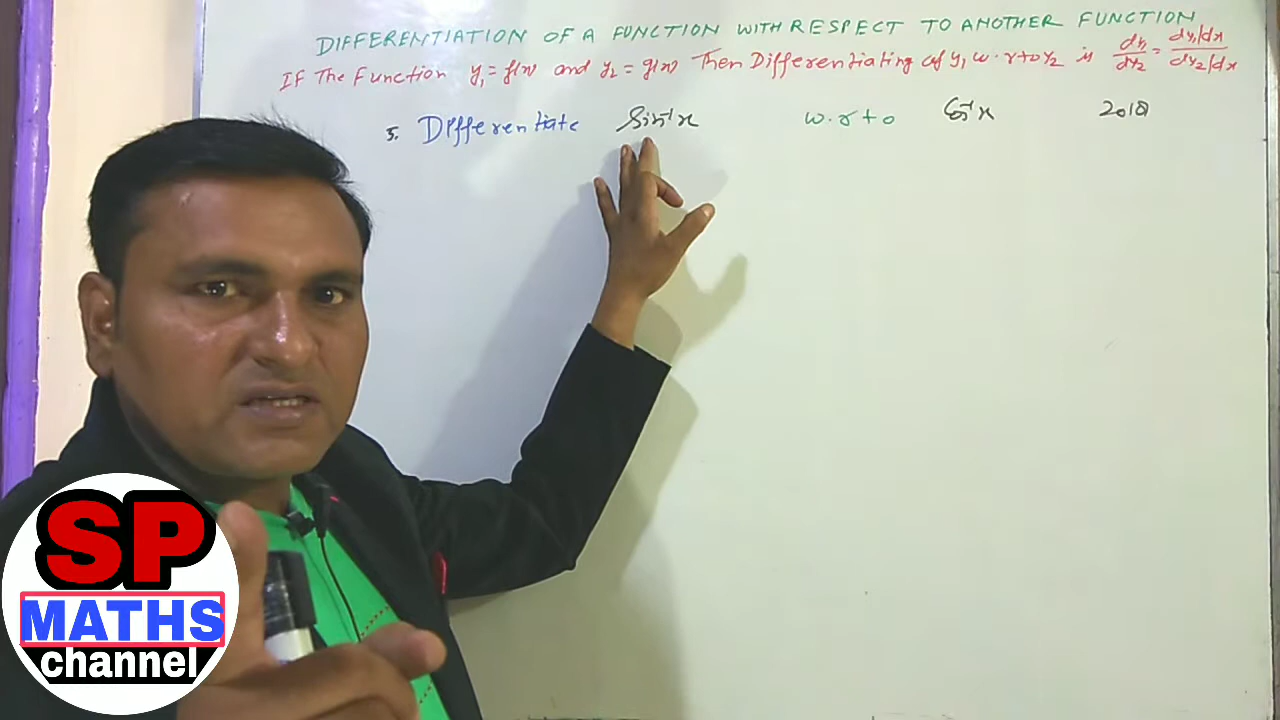 DIFFERENTIATION OF A FUNCTION WITH RESPECT TO ANOTHER FUNCTION
IF The Function y₁ = f(x) and y₂ = g(x) Then Differentiating of y₁ w.r to y₂ is dy₁/dy₂ = (dy₁/dx)/(dy₂/dx)
5. Differentiate Sin⁻¹x w.r to Cos⁻¹x 2018
SP
MATHS
channel